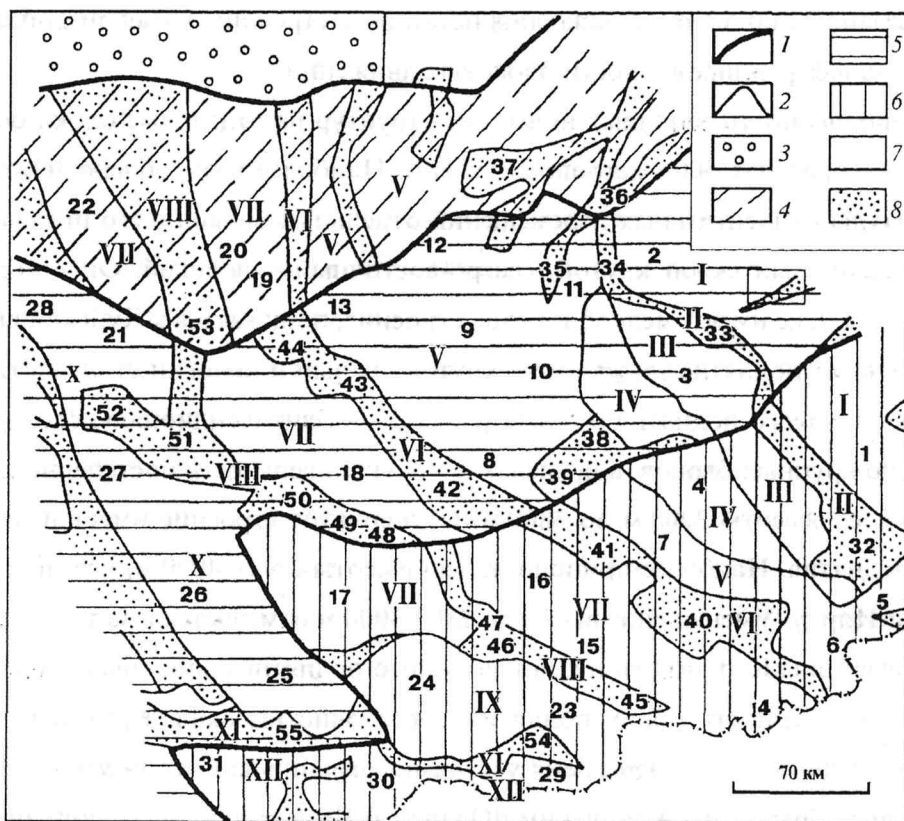 1 5
2 6
3 7
4 8
37 V 36
22 VIII VII VI
VII 20 V 12 2
19 35 34 I
28 13 11 II 33
21 53 9 III
44 V 3
X 43 10 IV I
52 VII 38 1
51 VI 8 4 III
27 VIII 18 39 IV II
50 42 41 7 32
49 48 V 5
X 17 VII 16 40 VI 6
26 47 VII
46 15
25 24 VIII 4
IX 23 45
XI 55 54
31 XII 30 XI 29
XII 70 км